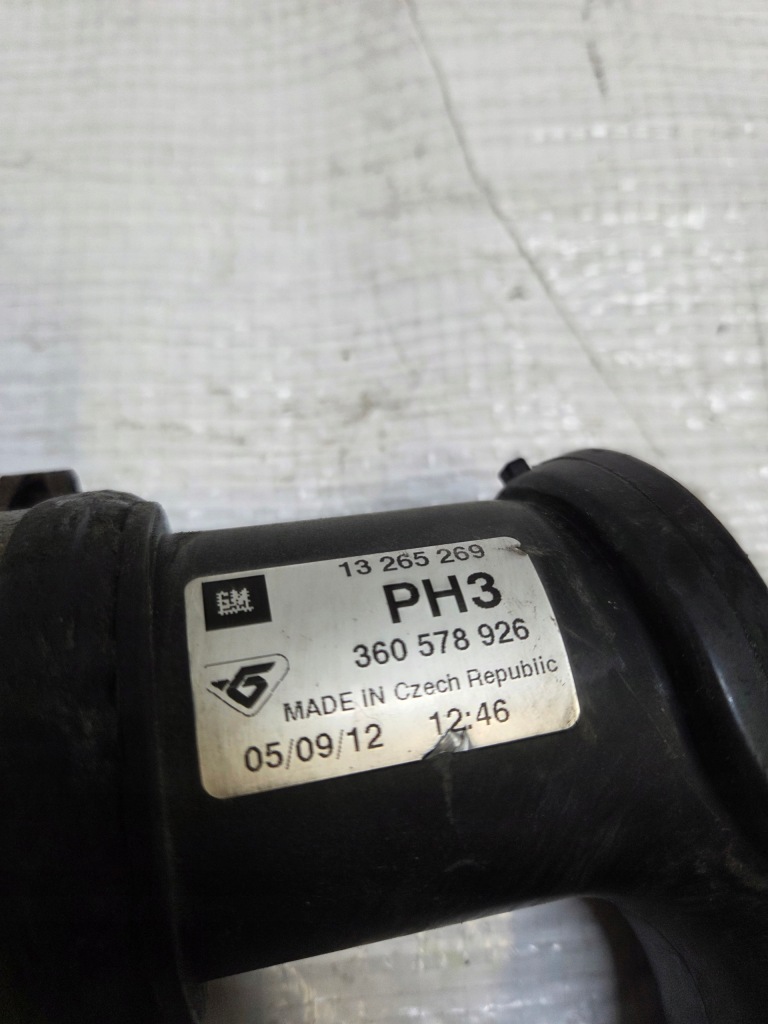 13 265 269
GM
PH3
360 578 926
MADE IN Czech Republic
05/09/12 12:46